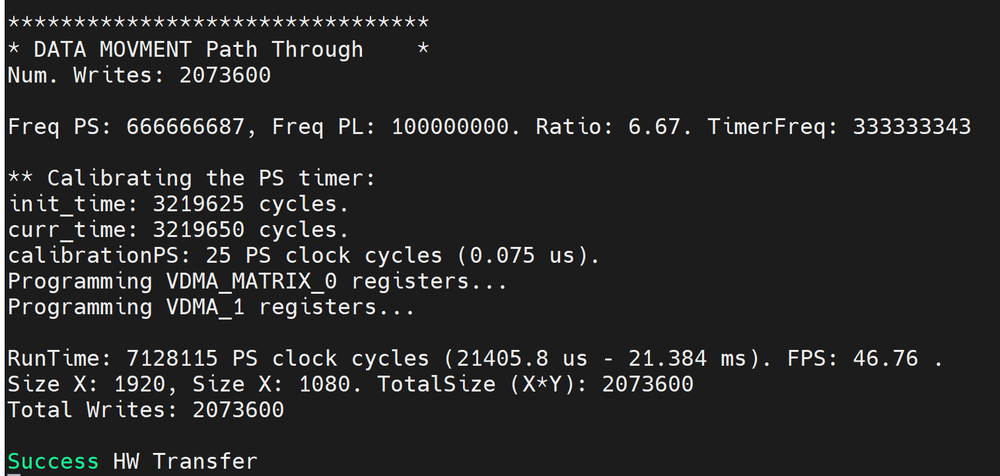 ********************************
* DATA MOVMENT Path Through    *
Num. Writes: 2073600
Freq PS: 666666687, Freq PL: 100000000. Ratio: 6.67. TimerFreq: 333333343
** Calibrating the PS timer:
init_time: 3219625 cycles.
curr_time: 3219650 cycles.
calibrationPS: 25 PS clock cycles (0.075 us).
Programming VDMA_MATRIX_0 registers...
Programming VDMA_1 registers...
RunTime: 7128115 PS clock cycles (21405.8 us - 21.384 ms). FPS: 46.76 .
Size X: 1920, Size X: 1080. TotalSize (X*Y): 2073600
Total Writes: 2073600
Success HW Transfer